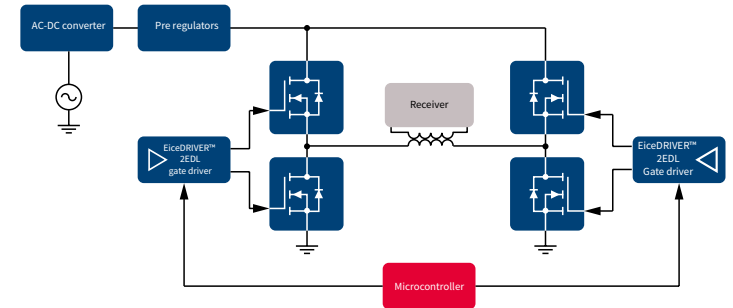 AC-DC converter
Pre regulators
Receiver
EiceDRIVER™
2EDL
gate driver
EiceDRIVER™
2EDL
Gate driver
Microcontroller